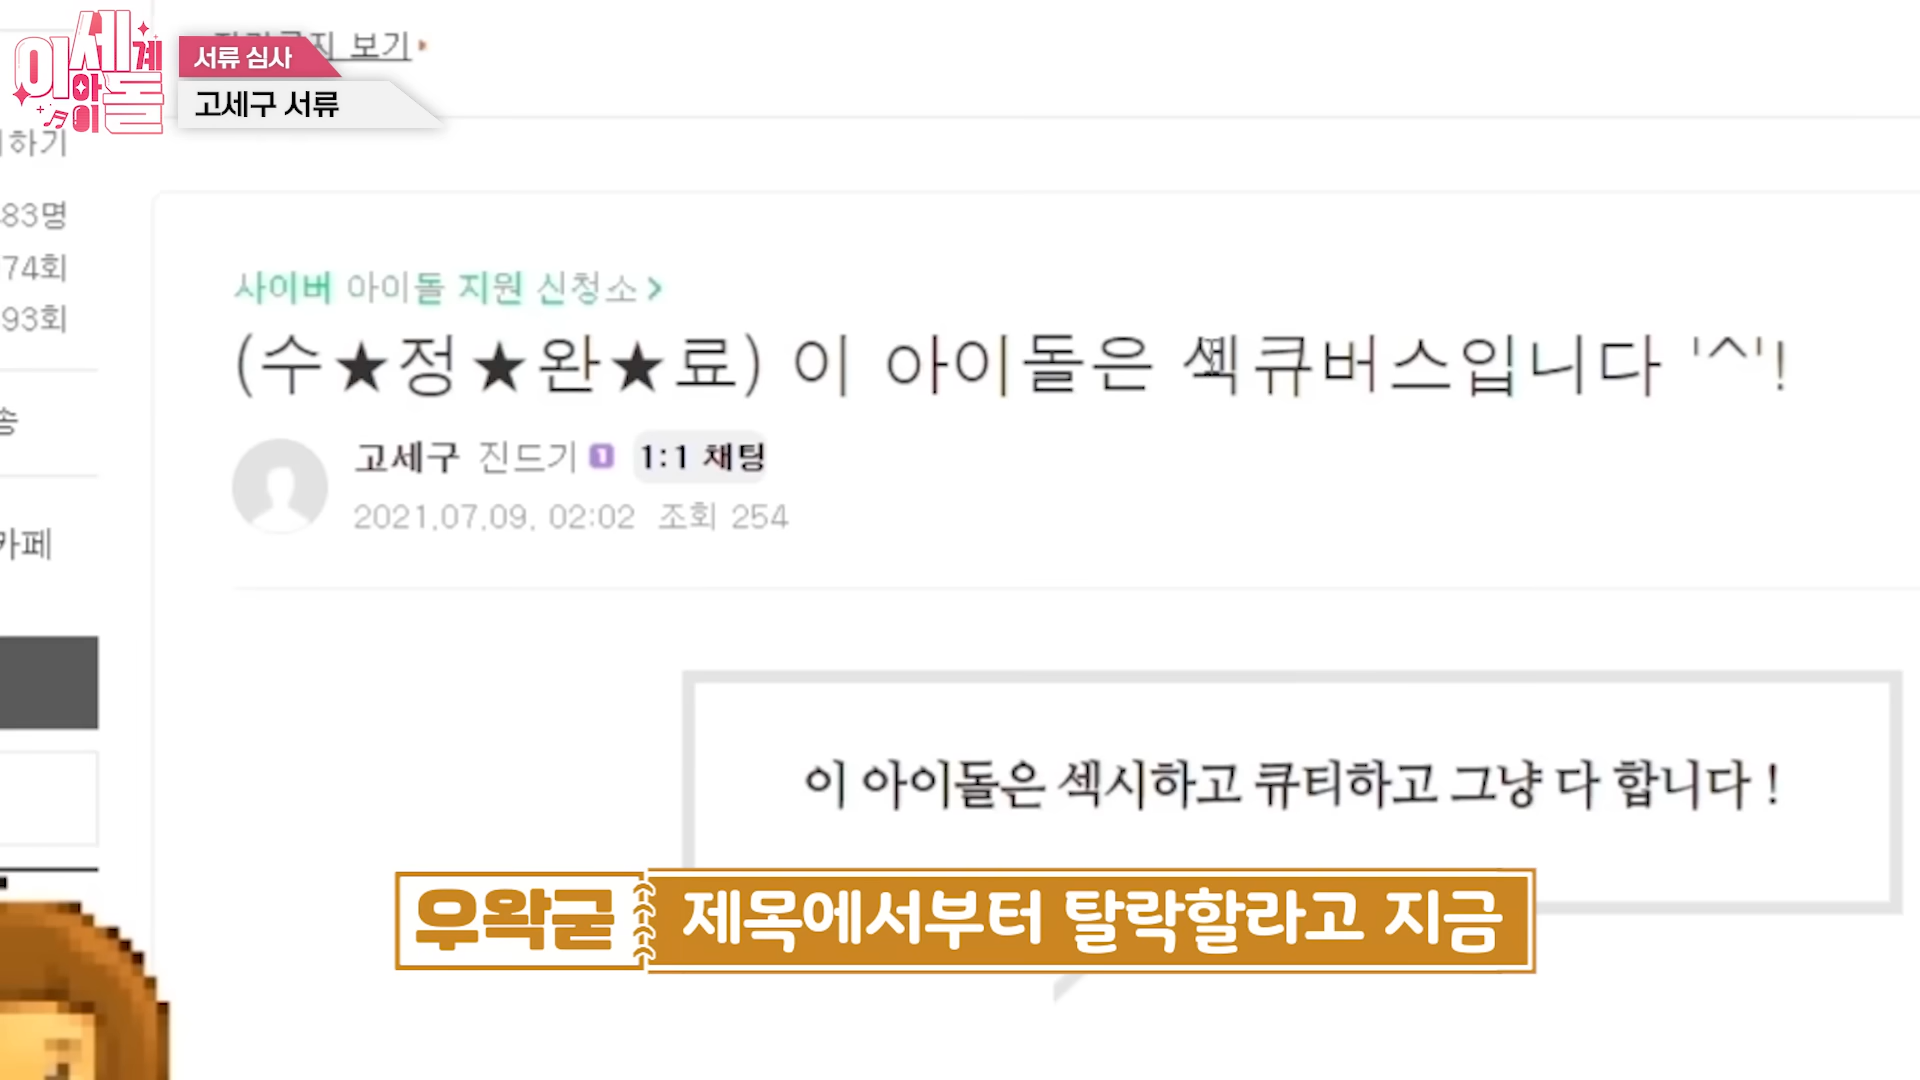 이세계아이돌
서류 심사
고세구 서류
보기
하기
83명
74회
93회
송
카페
사이버 아이돌 지원 신청소 >
(수★정★완★료) 이 아이돌은 쎅큐버스입니다 '^'!
고세구 진드기 1 1:1 채팅
2021.07.09. 02:02 조회 254
이 아이돌은 섹시하고 큐티하고 그냥 다 합니다 !
우왁굳 제목에서부터 탈락할라고 지금